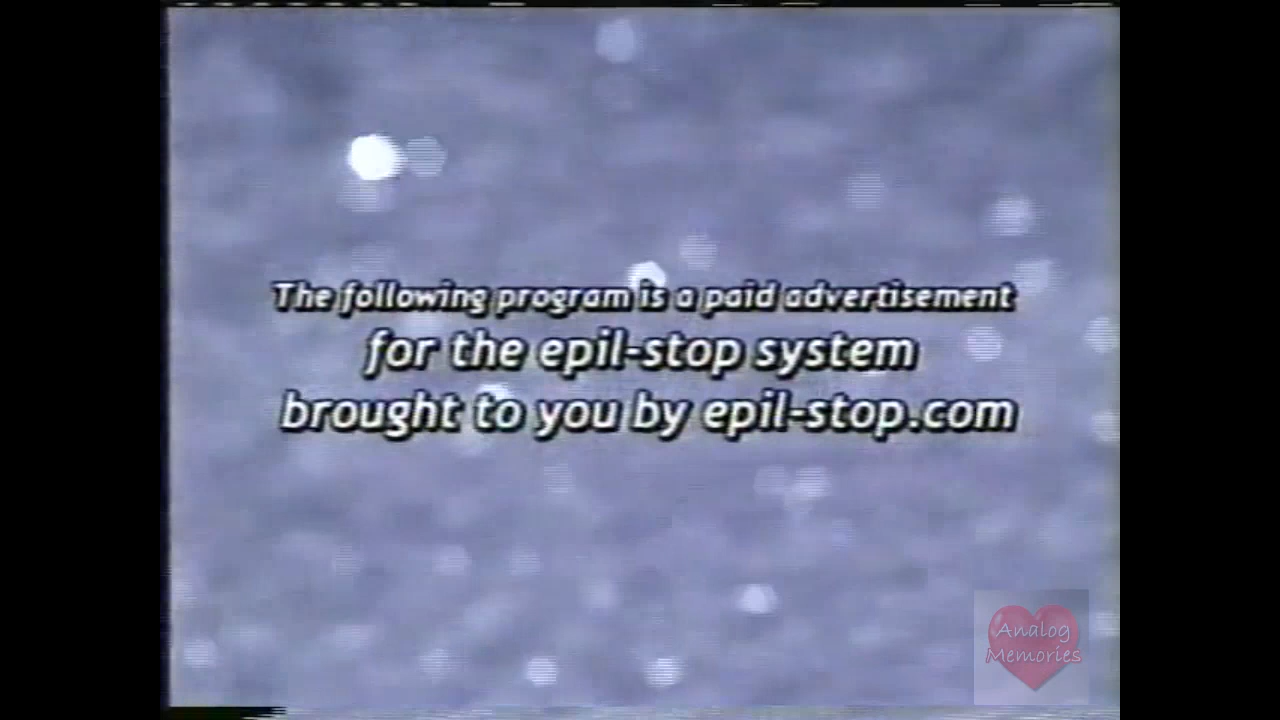 The following program is a paid advertisement
for the epil-stop system
brought to you by epil-stop.com
Analog
Memories